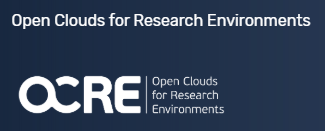 Open Clouds for Research Environments
OCRE
Open Clouds
for Research
Environments